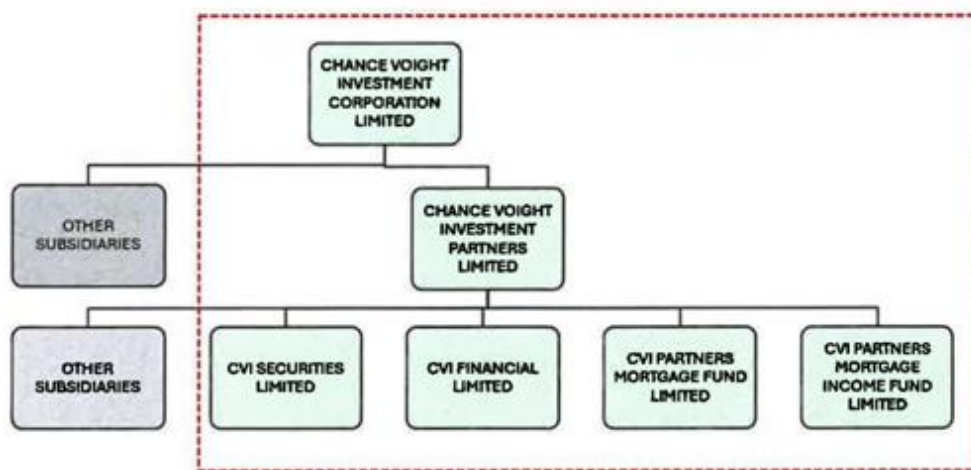 CHANCE VOIGHT
INVESTMENT
CORPORATION
LIMITED
OTHER
SUBSIDIARIES
CHANCE VOIGHT
INVESTMENT
PARTNERS
LIMITED
OTHER
SUBSIDIARIES
CVI SECURITIES
LIMITED
CVI FINANCIAL
LIMITED
CVI PARTNERS
MORTGAGE FUND
LIMITED
CVI PARTNERS
MORTGAGE
INCOME FUND
LIMITED